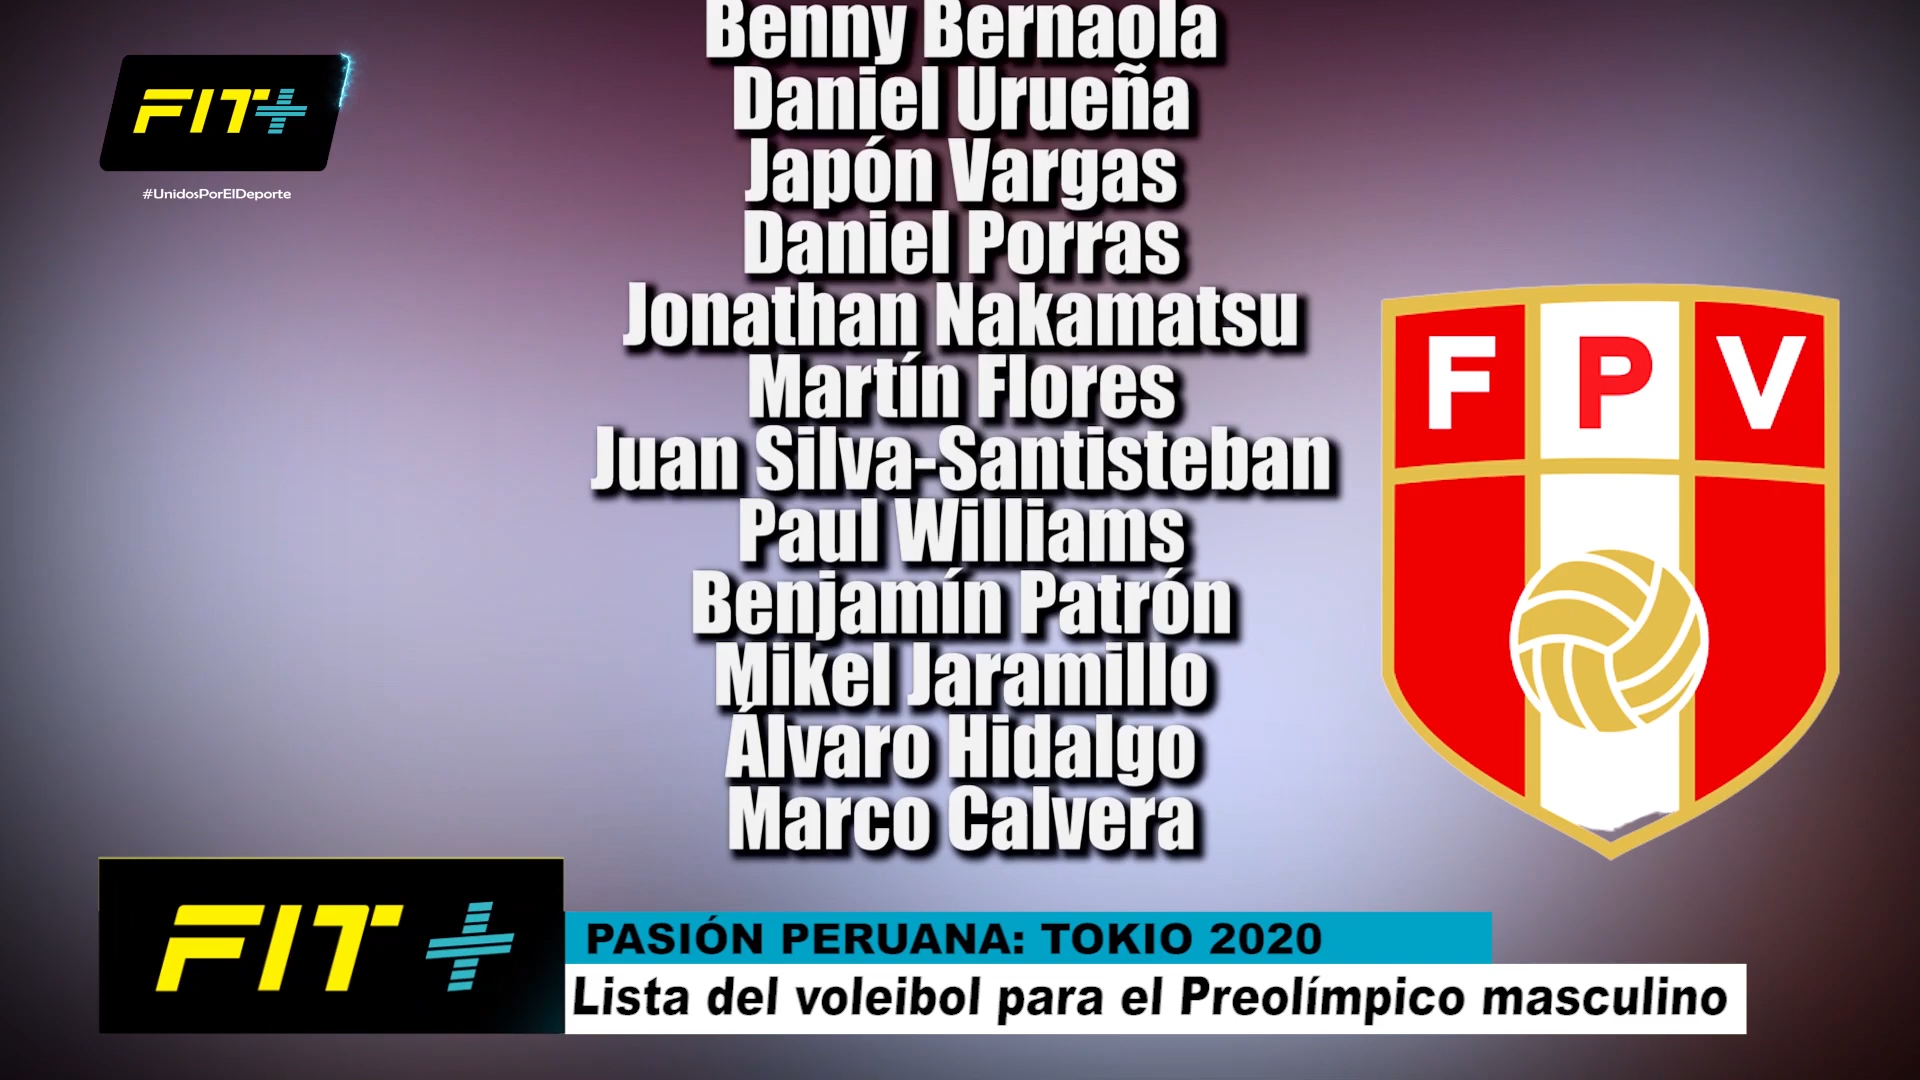 Benny Bernaola
Daniel Urueña
Japón Vargas
Daniel Porras
Jonathan Nakamatsu
Martín Flores
Juan Silva-Santisteban
Paul Williams
Benjamín Patrón
Mikel Jaramillo
Álvaro Hidalgo
Marco Calvera
FIT+
#UnidosPorElDeporte
F P V
FIT+
PASIÓN PERUANA: TOKIO 2020
Lista del voleibol para el Preolímpico masculino